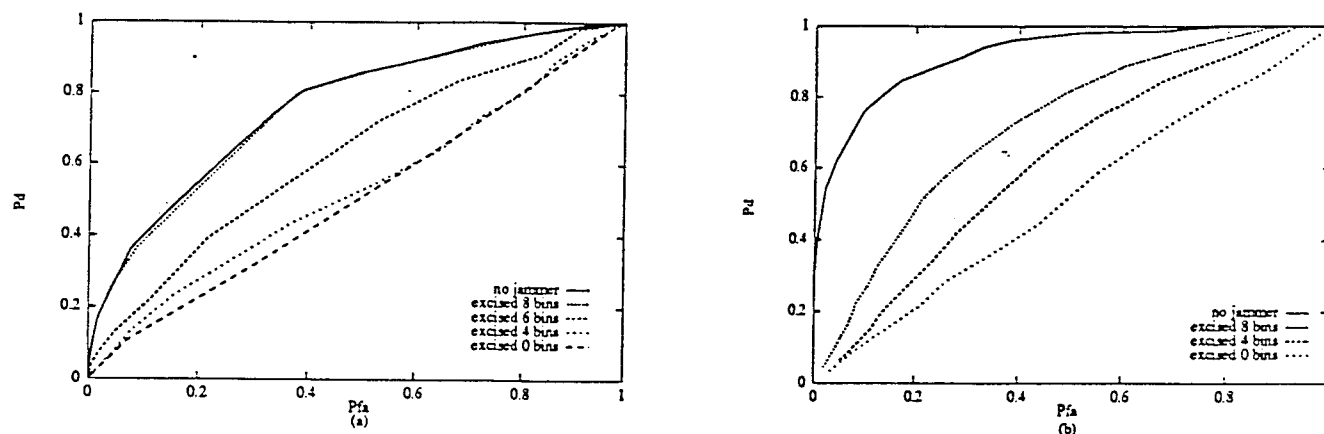 1
0.8
0.6
0.4
0.2
0
Pd
no jammer
excised 8 bins
excised 6 bins
excised 4 bins
excised 0 bins
0
0.2
0.4
0.6
0.8
1
Pfa
(a)
1
0.8
0.6
0.4
0.2
0
Pd
no jammer
excised 8 bins
excised 4 bins
excised 0 bins
0
0.2
0.4
0.6
0.8
Pfa
(b)